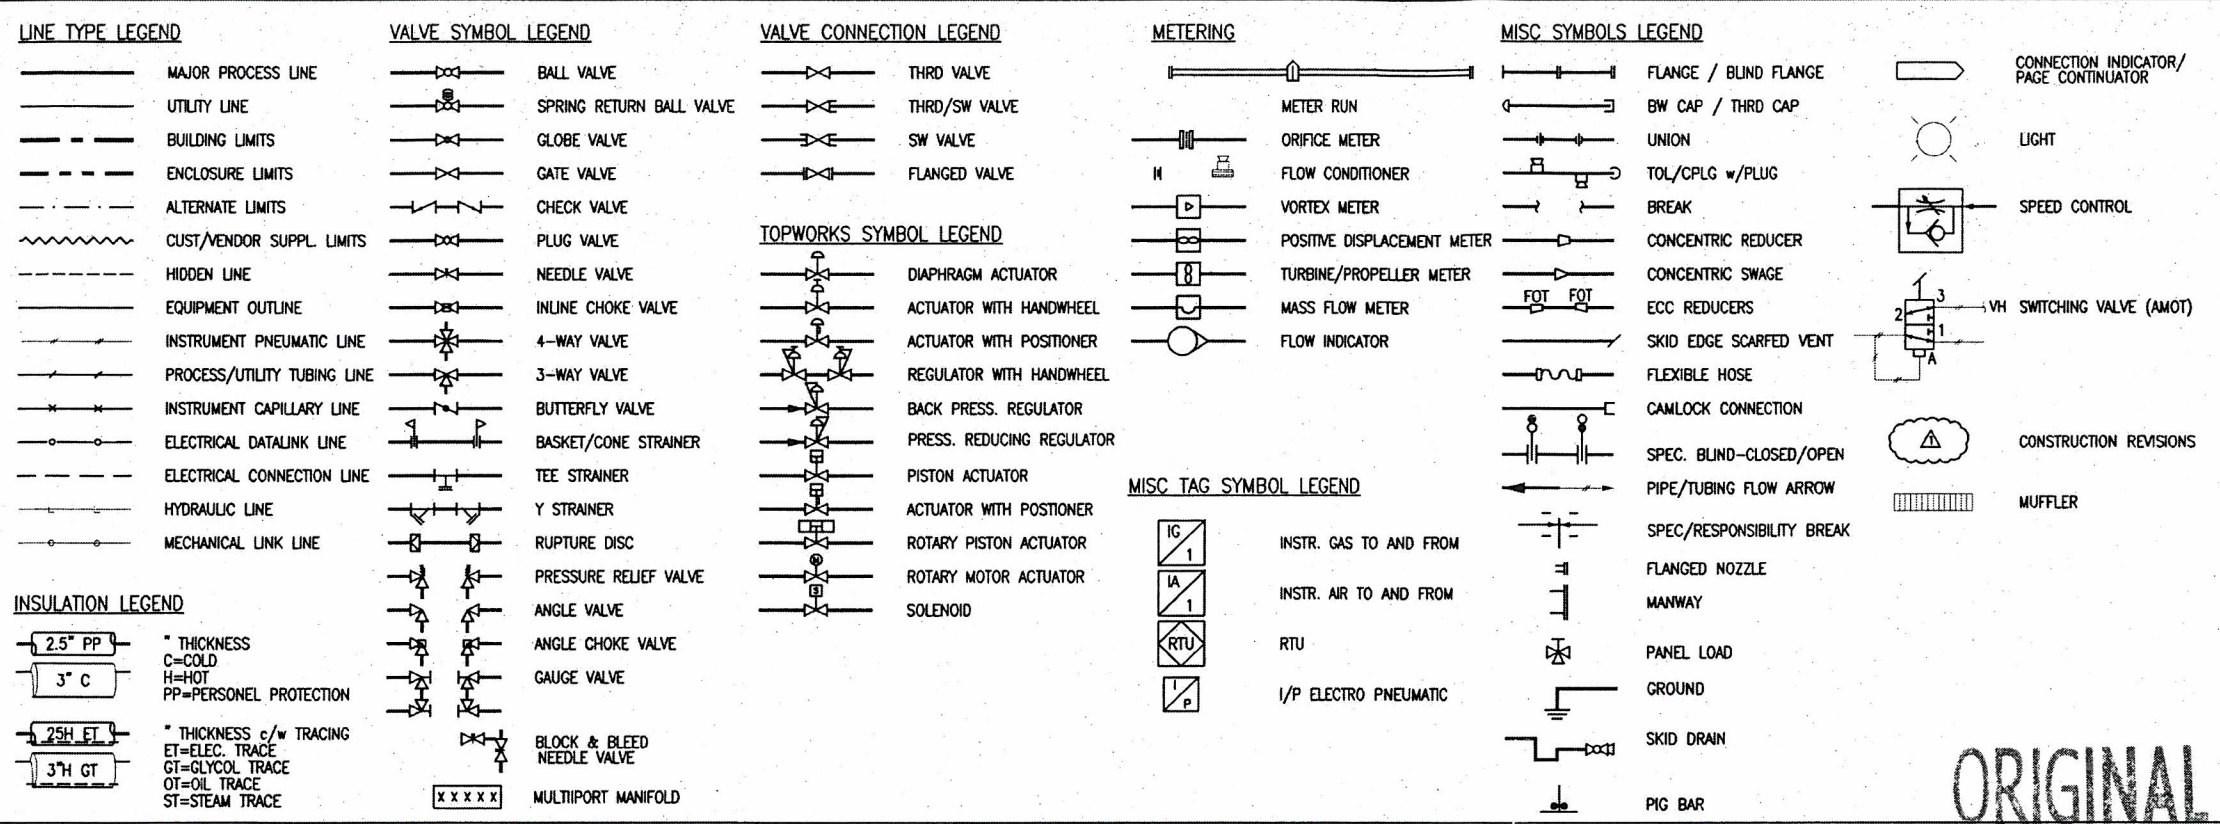 LINE TYPE LEGEND
MAJOR PROCESS LINE
UTILITY LINE
BUILDING LIMITS
ENCLOSURE LIMITS
ALTERNATE LIMITS
CUST/VENDOR SUPPL. LIMITS
HIDDEN LINE
EQUIPMENT OUTLINE
INSTRUMENT PNEUMATIC LINE
PROCESS/UTILITY TUBING LINE
INSTRUMENT CAPILLARY LINE
ELECTRICAL DATALINK LINE
ELECTRICAL CONNECTION LINE
HYDRAULIC LINE
MECHANICAL LINK LINE
INSULATION LEGEND
2.5" PP
" THICKNESS
C=COLD
3" C
H=HOT
PP=PERSONEL PROTECTION
25H ET
" THICKNESS c/w TRACING
ET=ELEC. TRACE
3"H GT
GT=GLYCOL TRACE
OT=OIL TRACE
ST=STEAM TRACE
VALVE SYMBOL LEGEND
BALL VALVE
SPRING RETURN BALL VALVE
GLOBE VALVE
GATE VALVE
CHECK VALVE
PLUG VALVE
NEEDLE VALVE
INLINE CHOKE VALVE
4-WAY VALVE
3-WAY VALVE
BUTTERFLY VALVE
BASKET/CONE STRAINER
TEE STRAINER
Y STRAINER
RUPTURE DISC
PRESSURE RELIEF VALVE
ANGLE VALVE
ANGLE CHOKE VALVE
GAUGE VALVE
BLOCK & BLEED
NEEDLE VALVE
X X X X X
MULTIIPORT MANIFOLD
VALVE CONNECTION LEGEND
THRD VALVE
THRD/SW VALVE
SW VALVE
FLANGED VALVE
TOPWORKS SYMBOL LEGEND
DIAPHRAGM ACTUATOR
ACTUATOR WITH HANDWHEEL
ACTUATOR WITH POSITIONER
REGULATOR WITH HANDWHEEL
BACK PRESS. REGULATOR
PRESS. REDUCING REGULATOR
PISTON ACTUATOR
ACTUATOR WITH POSTIONER
ROTARY PISTON ACTUATOR
M
ROTARY MOTOR ACTUATOR
S
SOLENOID
METERING
METER RUN
ORIFICE METER
FLOW CONDITIONER
VORTEX METER
POSITIVE DISPLACEMENT METER
TURBINE/PROPELLER METER
MASS FLOW METER
FLOW INDICATOR
MISC TAG SYMBOL LEGEND
IG
1
INSTR. GAS TO AND FROM
IA
1
INSTR. AIR TO AND FROM
RTU
RTU
I
P
I/P ELECTRO PNEUMATIC
MISC SYMBOLS LEGEND
FLANGE / BLIND FLANGE
BW CAP / THRD CAP
UNION
TOL/CPLG w/PLUG
BREAK
CONCENTRIC REDUCER
CONCENTRIC SWAGE
FOT FOT
ECC REDUCERS
SKID EDGE SCARFED VENT
FLEXIBLE HOSE
CAMLOCK CONNECTION
SPEC. BLIND-CLOSED/OPEN
PIPE/TUBING FLOW ARROW
SPEC/RESPONSIBILITY BREAK
FLANGED NOZZLE
MANWAY
PANEL LOAD
GROUND
SKID DRAIN
PIG BAR
CONNECTION INDICATOR/
PAGE CONTINUATOR
LIGHT
SPEED CONTROL
3
2
VH
1
A
SWITCHING VALVE (AMOT)
1
CONSTRUCTION REVISIONS
MUFFLER
ORIGINAL